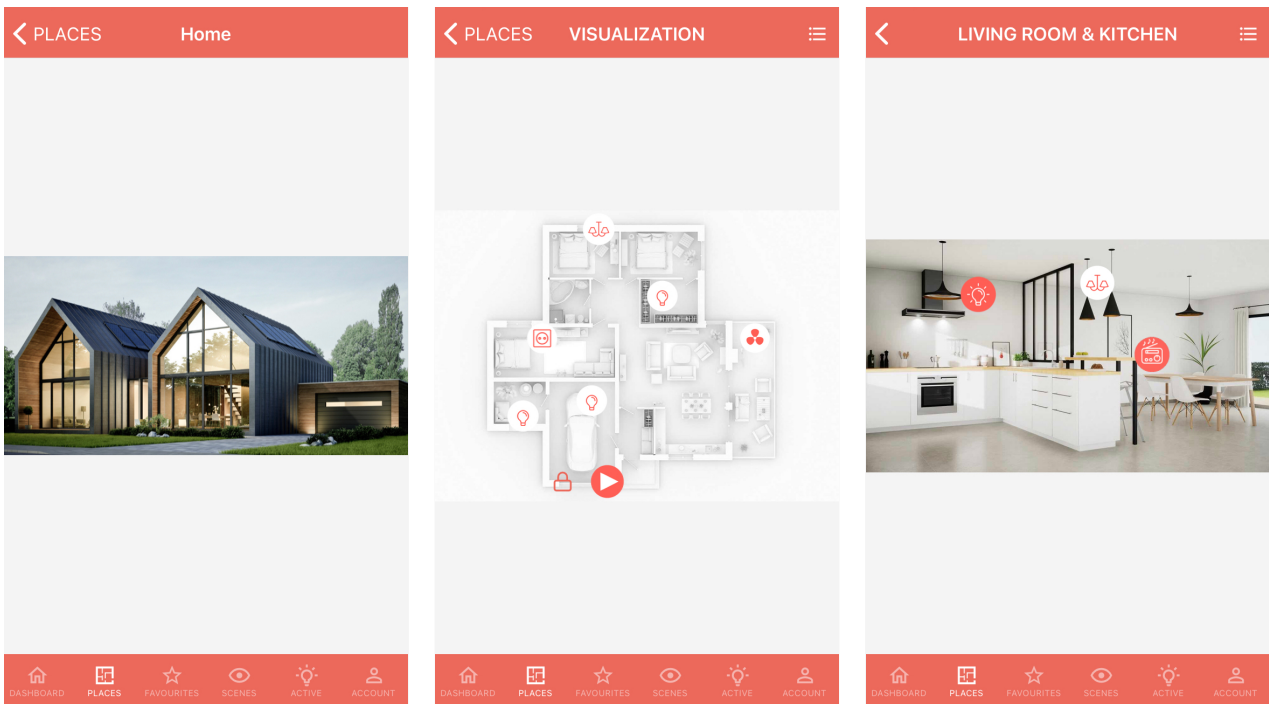 PLACES Home
DASHBOARD PLACES FAVOURITES SCENES ACTIVE ACCOUNT
PLACES VISUALIZATION
DASHBOARD PLACES FAVOURITES SCENES ACTIVE ACCOUNT
LIVING ROOM & KITCHEN
DASHBOARD PLACES FAVOURITES SCENES ACTIVE ACCOUNT